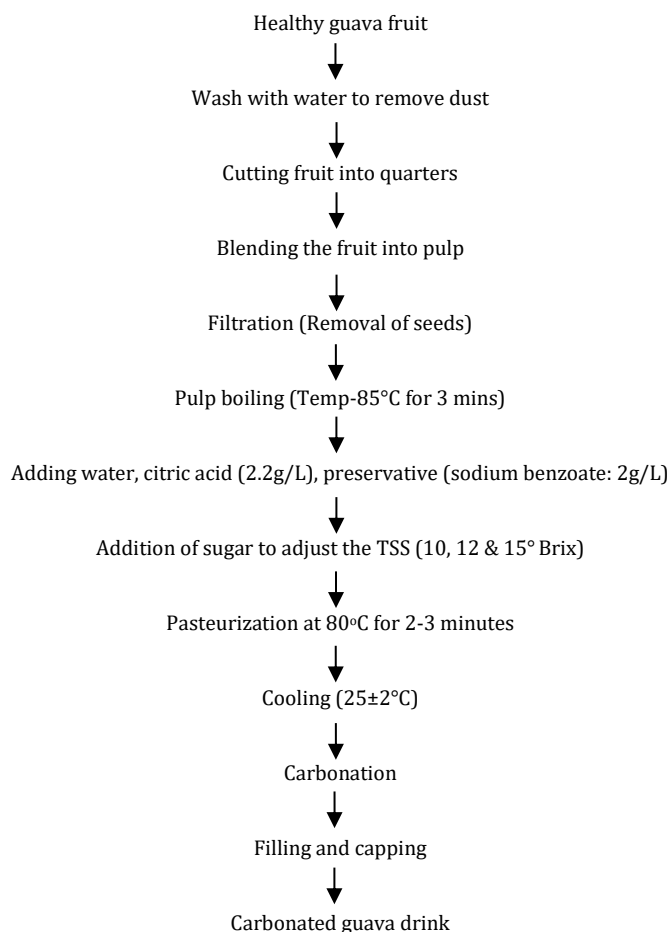 Healthy guava fruit
Wash with water to remove dust
Cutting fruit into quarters
Blending the fruit into pulp
Filtration (Removal of seeds)
Pulp boiling (Temp-85°C for 3 mins)
Adding water, citric acid (2.2g/L), preservative (sodium benzoate: 2g/L)
Addition of sugar to adjust the TSS (10, 12 & 15° Brix)
Pasteurization at 80°C for 2-3 minutes
Cooling (25±2°C)
Carbonation
Filling and capping
Carbonated guava drink